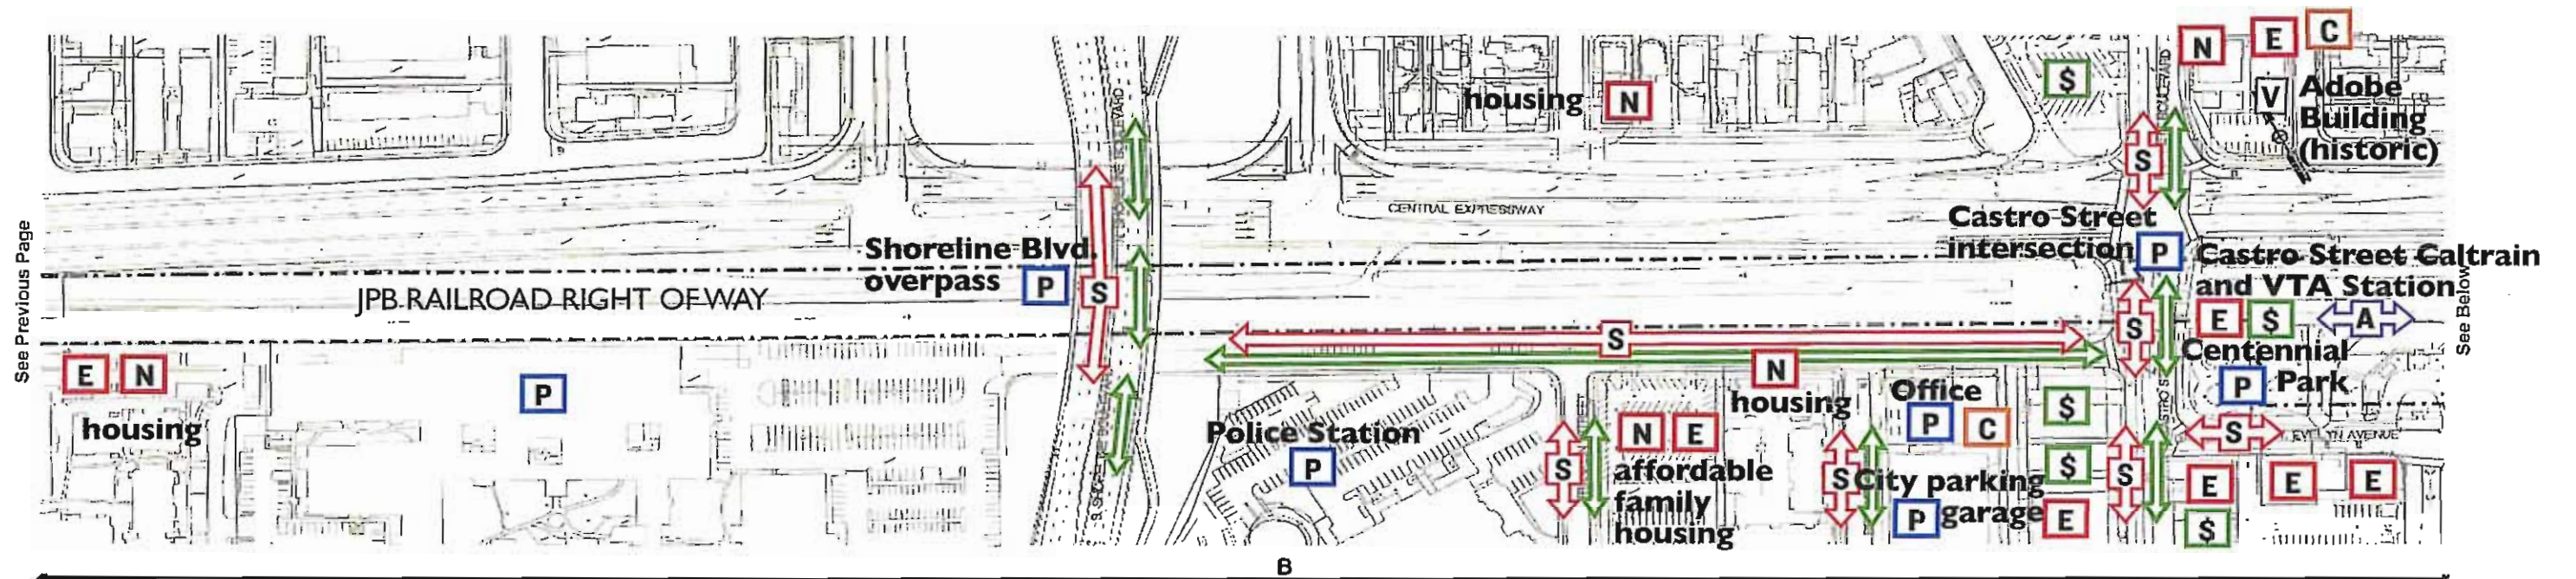 N E C
$
housing N
V Adobe
Building
(historic)
S
CENTRAL EXPRESSWAY
Castro Street
intersection P
Shoreline Blvd.
overpass P S
Castro Street Caltrain
and VTA Station
JPB RAILROAD RIGHT OF WAY
E $ A
S
S
See Previous Page
See Below
Centennial
P Park
E N
housing
P
N
housing
Office
P C
$
Police Station
P
S
N E
affordable
family
housing
S
City parking
P garage
$
E
S
S
EVELYN AVENUE
E E E
$
B